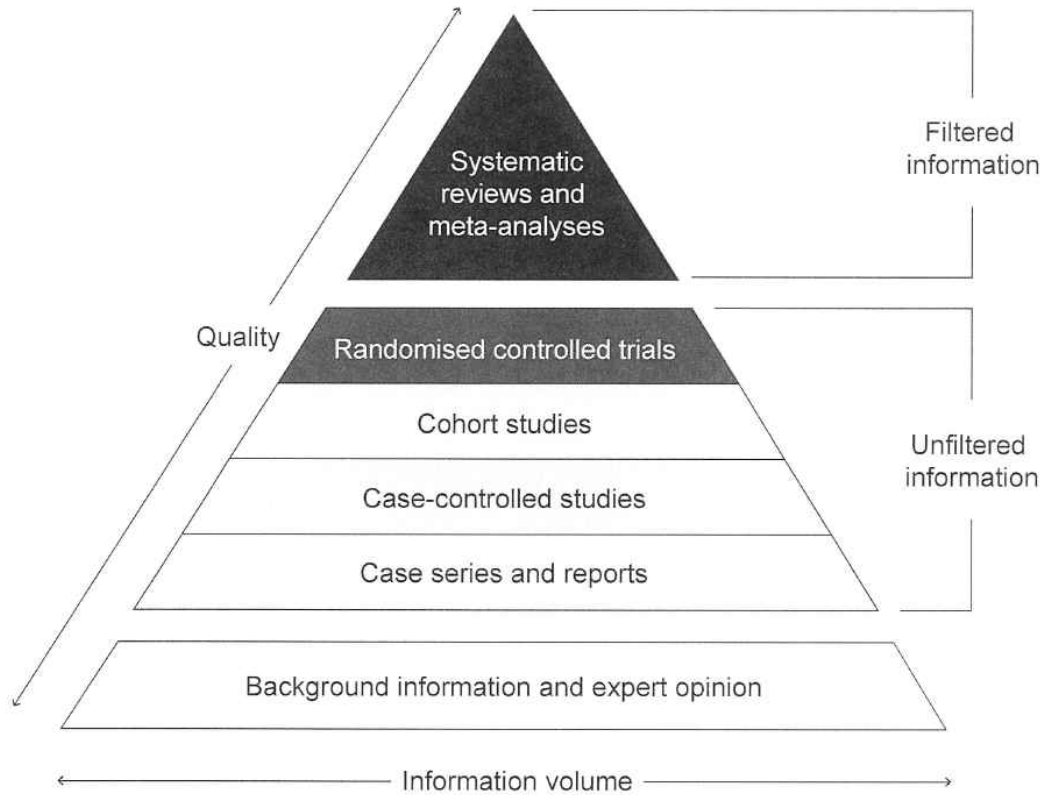 Systematic
reviews and
meta-analyses
Filtered
information
Quality
Randomised controlled trials
Cohort studies
Unfiltered
information
Case-controlled studies
Case series and reports
Background information and expert opinion
Information volume